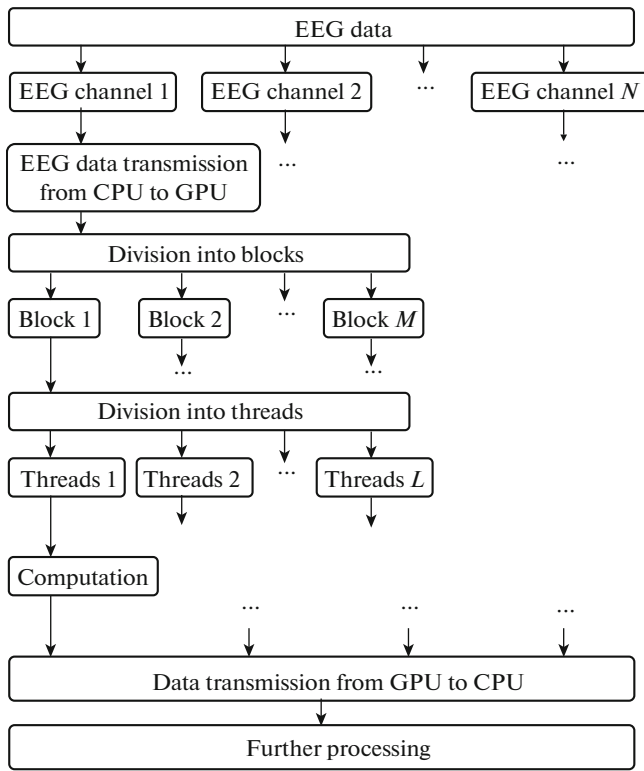 EEG data
EEG channel 1
EEG channel 2
...
EEG channel N
EEG data transmission
from CPU to GPU
...
...
Division into blocks
Block 1
Block 2
...
Block M
...
...
Division into threads
Threads 1
Threads 2
...
Threads L
Computation
...
...
...
Data transmission from GPU to CPU
Further processing